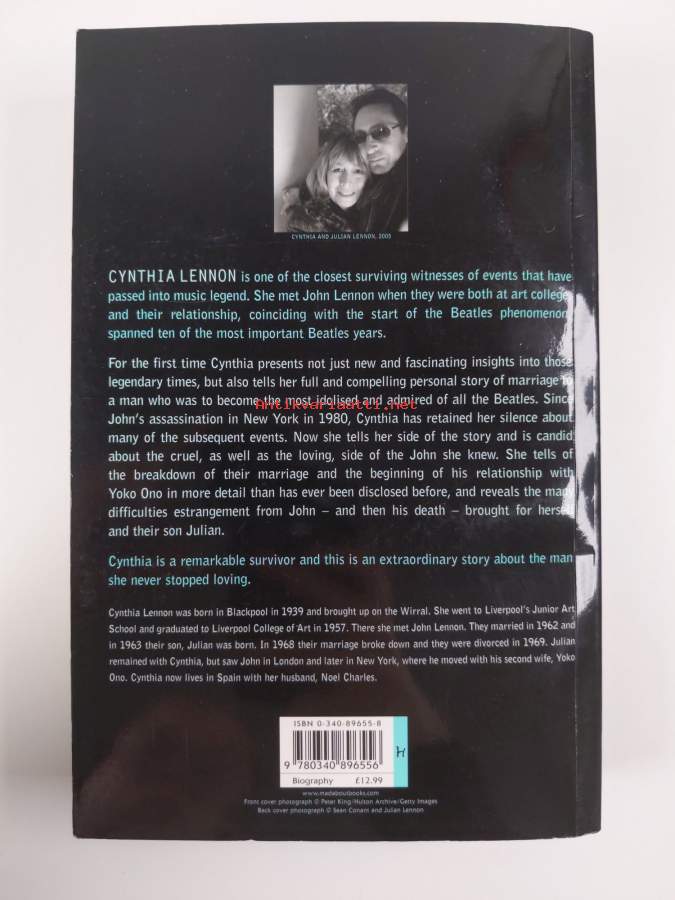 CYNTHIA AND JULIAN LENNON, 2005
CYNTHIA LENNON is one of the closest surviving witnesses of events that have
passed into music legend. She met John Lennon when they were both at art college
and their relationship, coinciding with the start of the Beatles phenomenon,
spanned ten of the most important Beatles years.
For the first time Cynthia presents not just new and fascinating insights into those
legendary times, but also tells her full and compelling personal story of marriage to
a man who was to become the most idolised and admired of all the Beatles. Since
Antikvariaatti.net
John's assassination in New York in 1980, Cynthia has retained her silence about
many of the subsequent events. Now she tells her side of the story and is candid
about the cruel, as well as the loving, side of the John she knew. She tells of
the breakdown of their marriage and the beginning of his relationship with
Yoko Ono in more detail than has ever been disclosed before, and reveals the many
difficulties estrangement from John – and then his death – brought for herself
and their son Julian.
Cynthia is a remarkable survivor and this is an extraordinary story about the man
she never stopped loving.
Cynthia Lennon was born in Blackpool in 1939 and brought up on the Wirral. She went to Liverpool's Junior Art
School and graduated to Liverpool College of Art in 1957. There she met John Lennon. They married in 1962 and
in 1963 their son, Julian was born. In 1968 their marriage broke down and they were divorced in 1969. Julian
remained with Cynthia, but saw John in London and later in New York, where he moved with his second wife, Yoko
Ono. Cynthia now lives in Spain with her husband, Noel Charles.
ISBN 0-340-89655-8
9 780340 896556
Biography £12.99
www.madaboutbooks.com
Front cover photograph © Peter King/Hulton Archive/Getty Images
Back cover photograph © Sean Conam and Julian Lennon